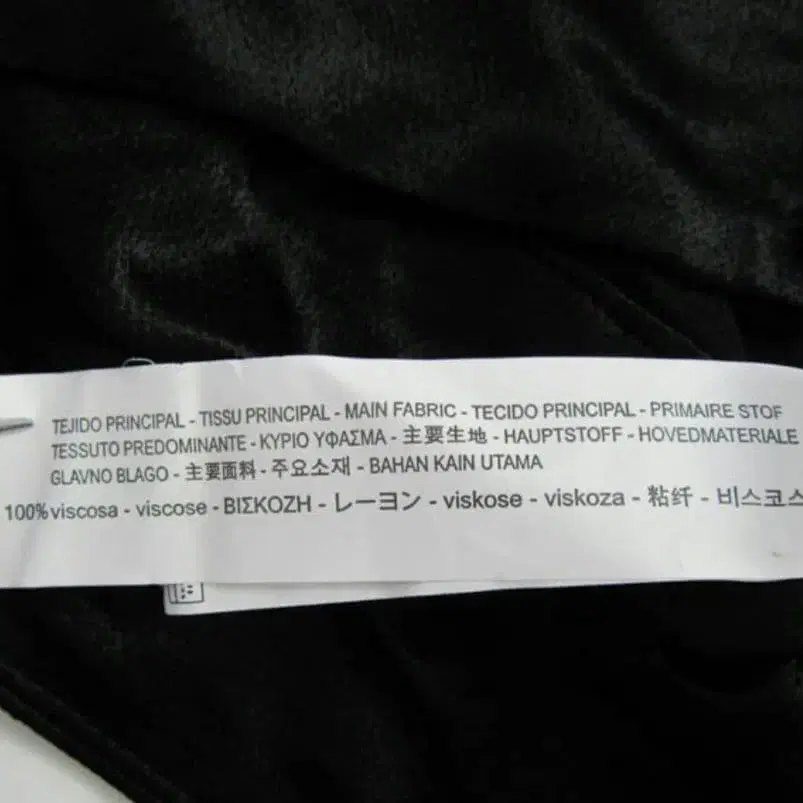 TEJIDO PRINCIPAL - TISSU PRINCIPAL - MAIN FABRIC - TECIDO PRINCIPAL - PRIMAIRE STOF
TESSUTO PREDOMINANTE - ΚΥΡΙΟ ΥΦΑΣΜΑ - 主要生地 - HAUPTSTOFF - HOVEDMATERIALE
GLAVNO BLAGO - 主要面料 - 주요소재 - BAHAN KAIN UTAMA
100%viscosa - viscose - ΒΙΣΚΟΖΗ - レーヨン - viskose - viskoza - 粘纤 - 비스코스